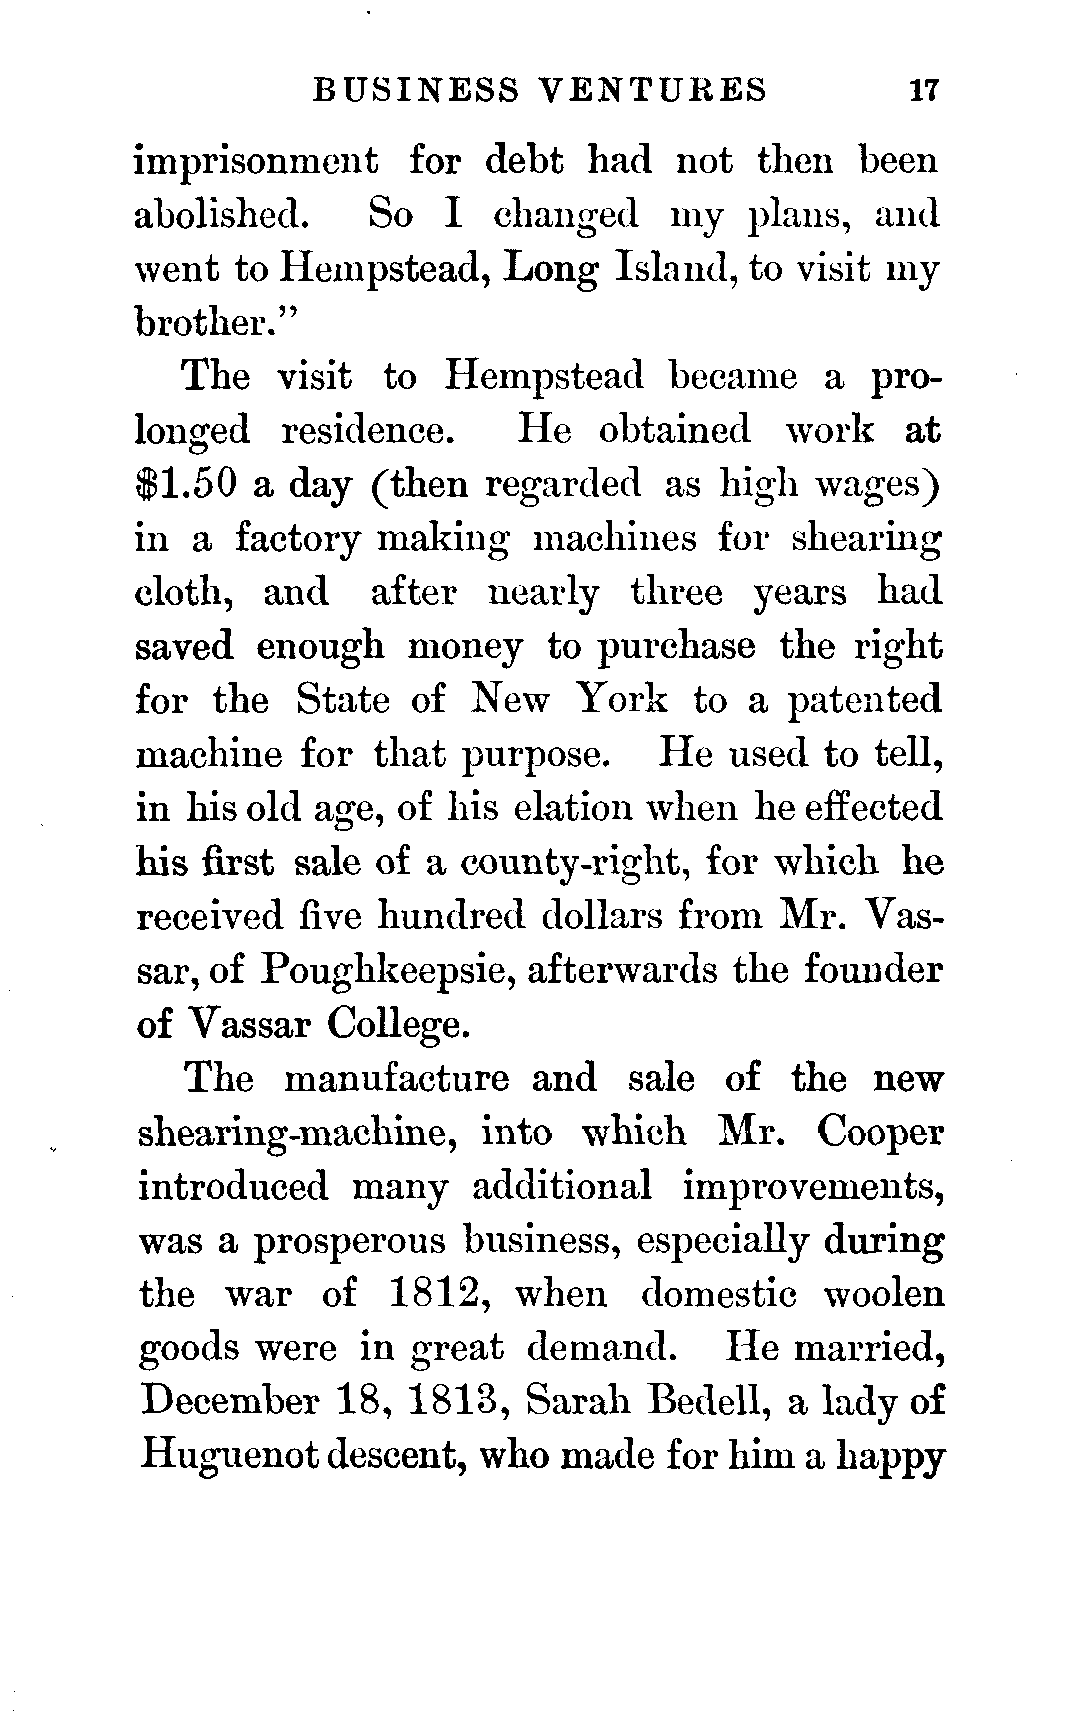 BUSINESS VENTURES 17
imprisonment for debt had not then been
abolished. So I changed my plans, and
went to Hempstead, Long Island, to visit my
brother."
The visit to Hempstead became a pro-
longed residence. He obtained work at
$1.50 a day (then regarded as high wages)
in a factory making machines for shearing
cloth, and after nearly three years had
saved enough money to purchase the right
for the State of New York to a patented
machine for that purpose. He used to tell,
in his old age, of his elation when he effected
his first sale of a county-right, for which he
received five hundred dollars from Mr. Vas-
sar, of Poughkeepsie, afterwards the founder
of Vassar College.
The manufacture and sale of the new
shearing-machine, into which Mr. Cooper
introduced many additional improvements,
was a prosperous business, especially during
the war of 1812, when domestic woolen
goods were in great demand. He married,
December 18, 1813, Sarah Bedell, a lady of
Huguenot descent, who made for him a happy